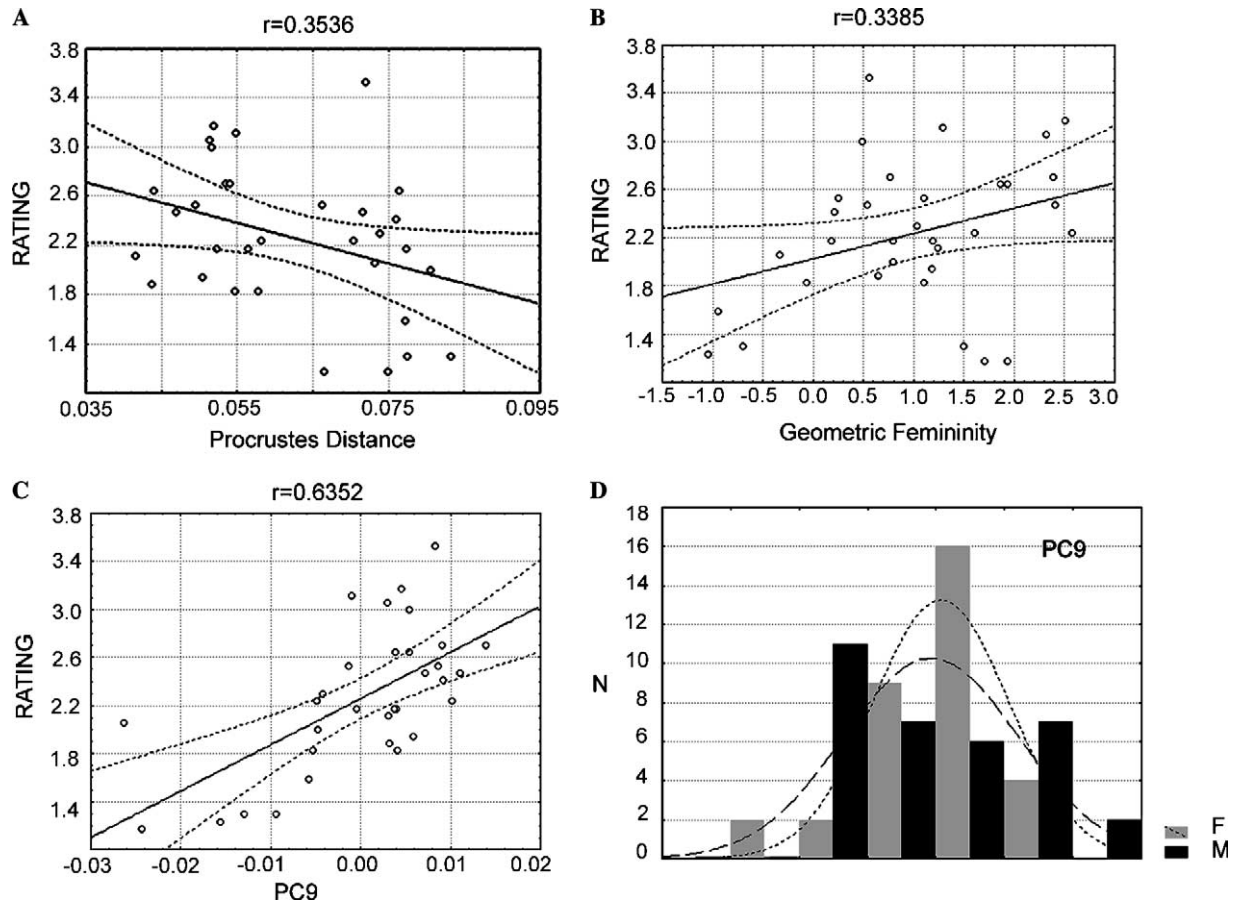 A
r=0.3536
3.8
3.4
3.0
2.6
2.2
1.8
1.4
RATING
0.035 0.055 0.075 0.095
Procrustes Distance
B
r=0.3385
3.8
3.4
3.0
2.6
2.2
1.8
1.4
RATING
-1.5 -1.0 -0.5 0.0 0.5 1.0 1.5 2.0 2.5 3.0
Geometric Femininity
C
r=0.6352
3.8
3.4
3.0
2.6
2.2
1.8
1.4
RATING
-0.03 -0.02 -0.01 0.00 0.01 0.02
PC9
D
18
16
14
12
10
8
6
4
2
0
N
PC9
F
M